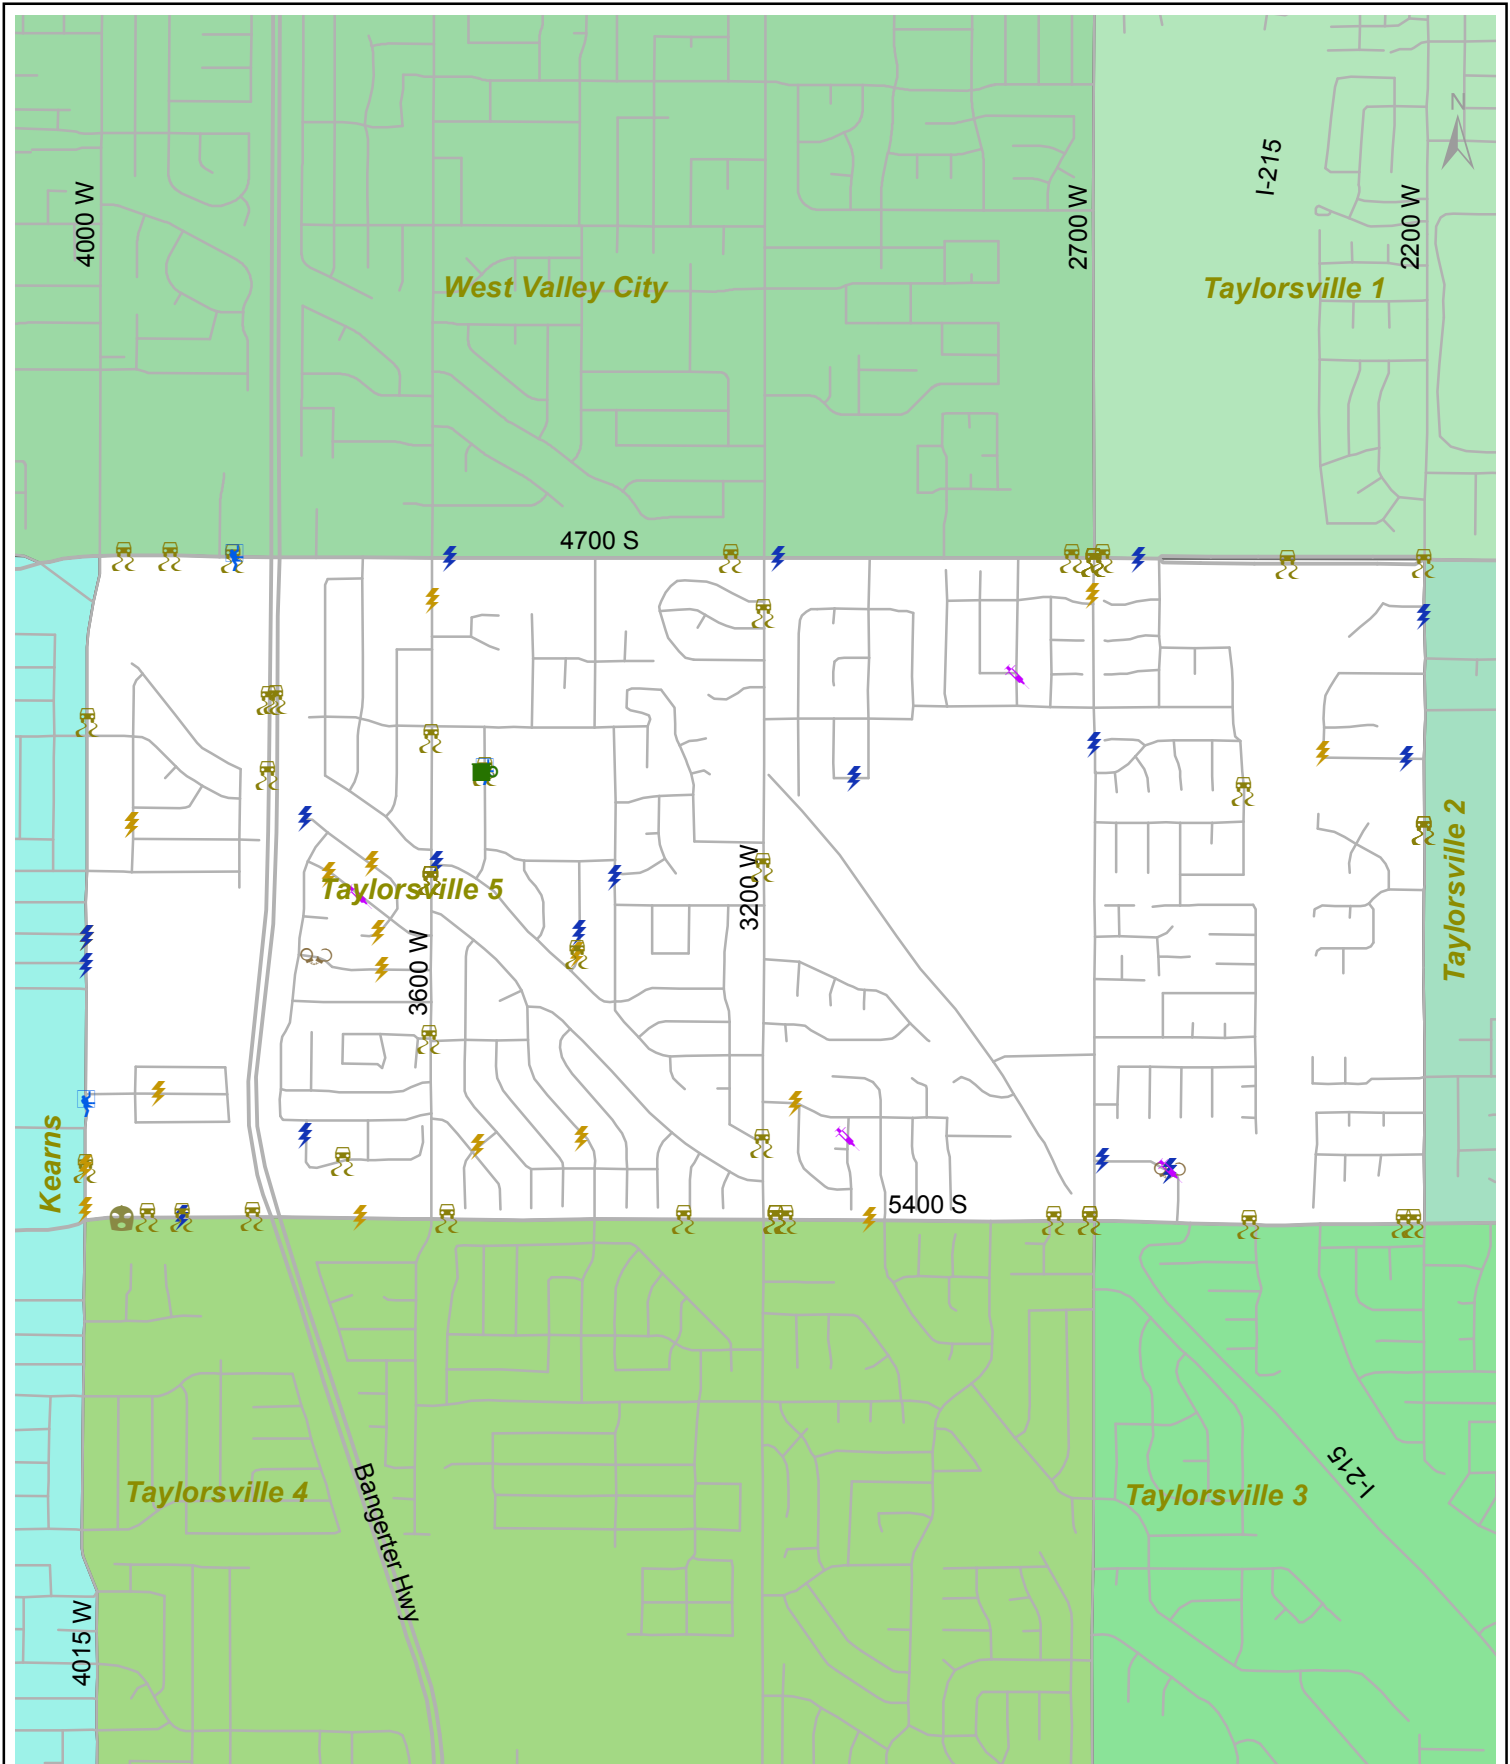 N
I-215
4000 W
2700 W
2200 W
West Valley City
Taylorsville 1
4700 S
Taylorsville 2
3200 W
Taylorsville 5
3600 W
Kearns
5400 S
I-215
Taylorsville 4
Taylorsville 3
Bangerter Hwy
4015 W